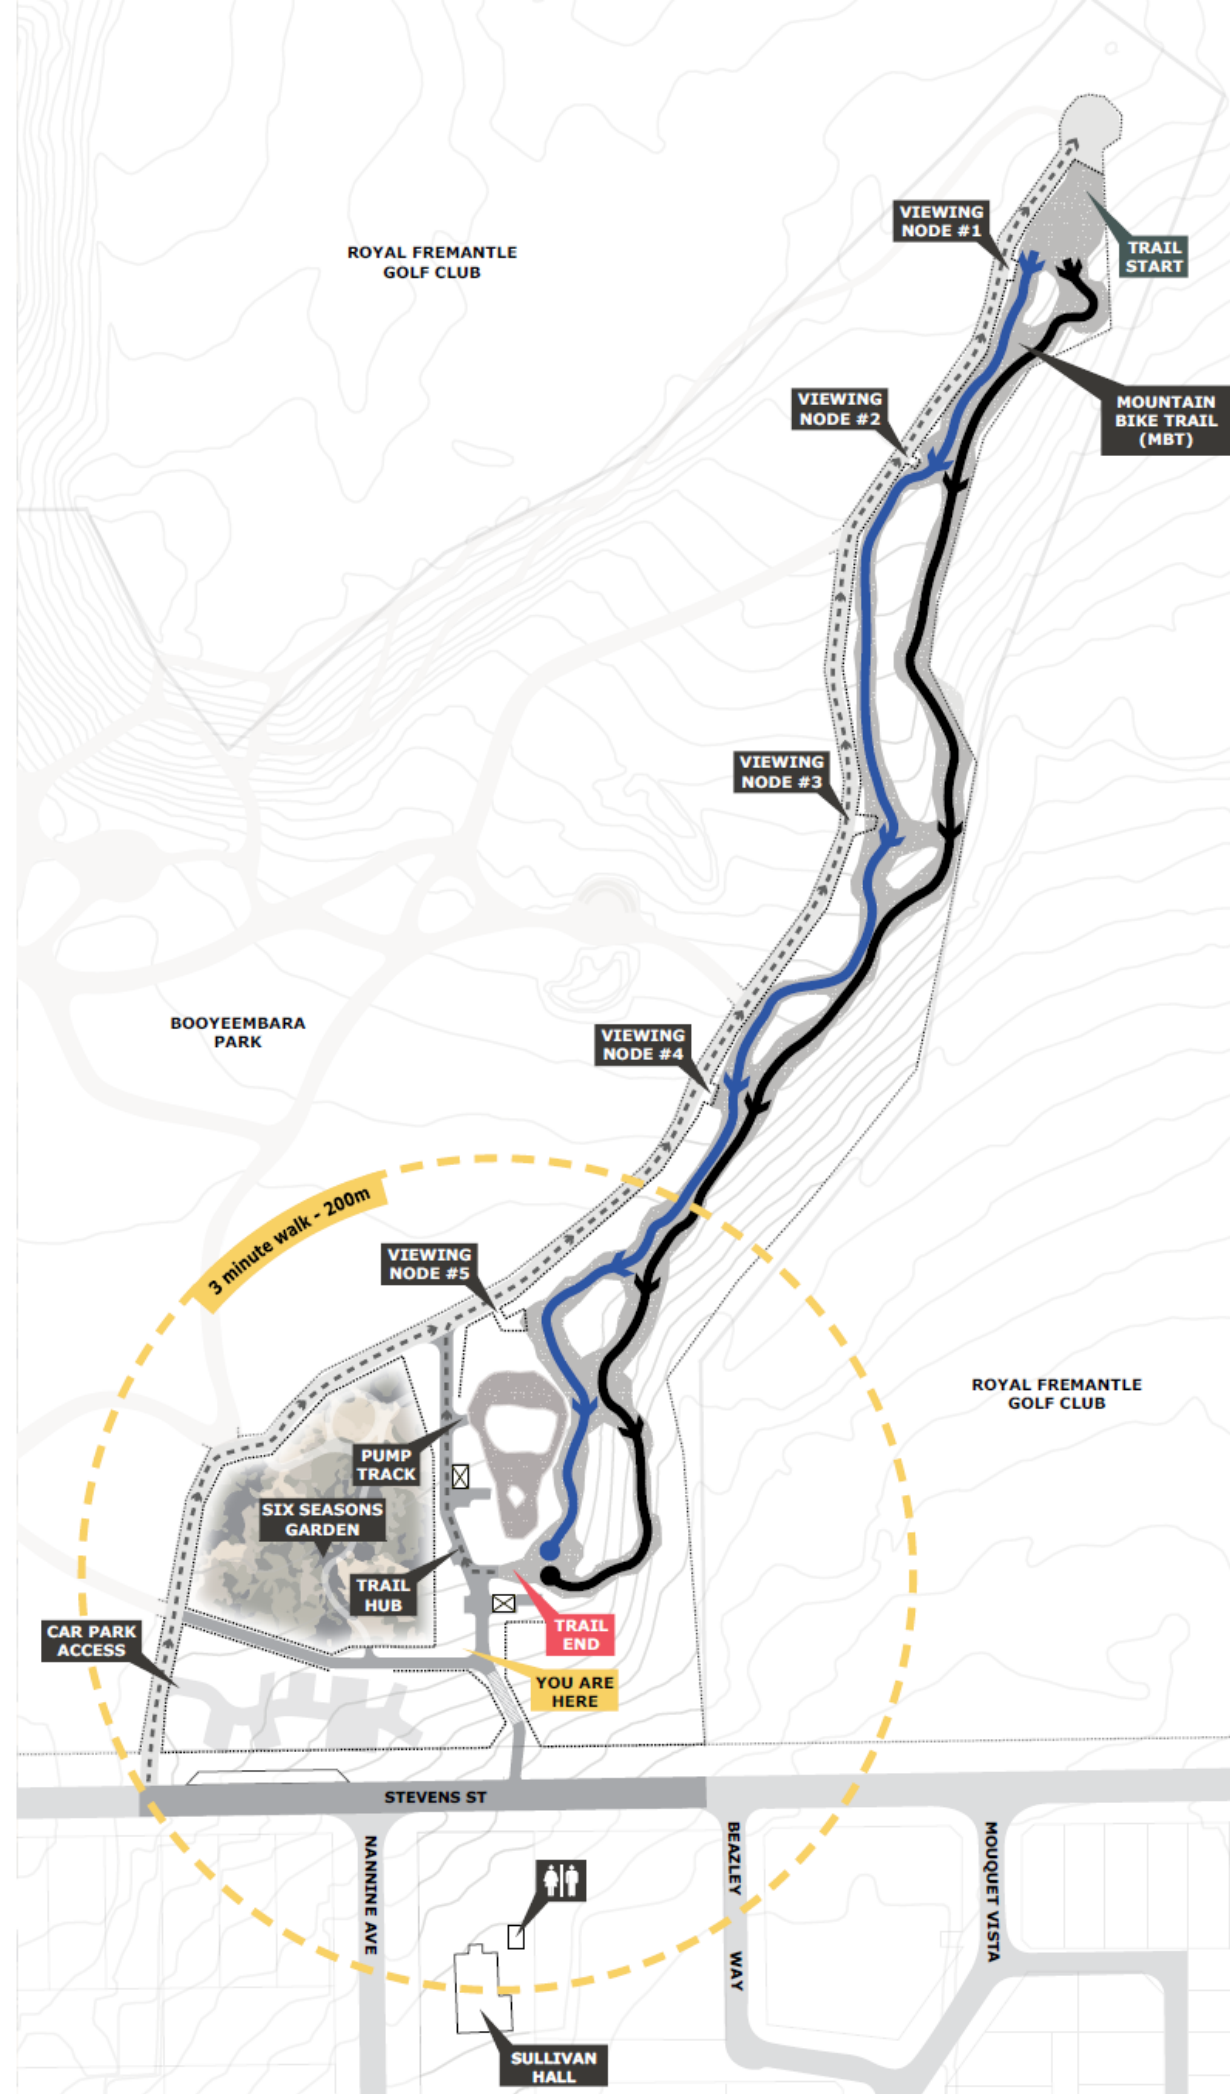 VIEWING
NODE #1
ROYAL FREMANTLE
GOLF CLUB
TRAIL
START
VIEWING
NODE #2
MOUNTAIN
BIKE TRAIL
(MBT)
VIEWING
NODE #3
BOOYEEMBARA
PARK
VIEWING
NODE #4
3 minute walk - 200m
VIEWING
NODE #5
ROYAL FREMANTLE
GOLF CLUB
PUMP
TRACK
SIX SEASONS
GARDEN
TRAIL
HUB
CAR PARK
ACCESS
TRAIL
END
YOU ARE
HERE
STEVENS ST
NANNINE AVE
BEAZLEY WAY
MOUQUET VISTA
SULLIVAN
HALL